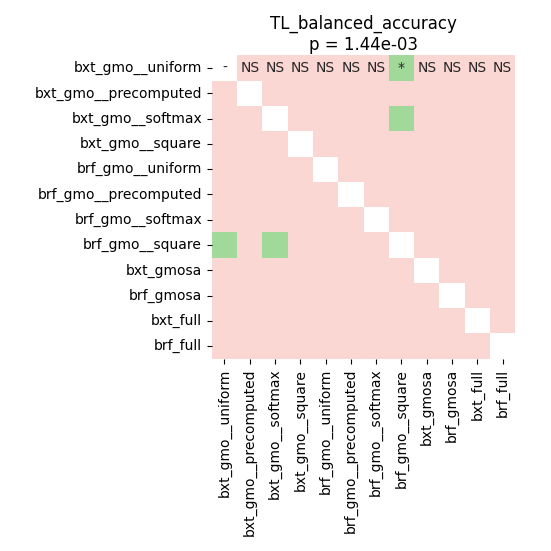 TL_balanced_accuracy
p = 1.44e-03
bxt_gmo__uniform - NS NS NS NS NS NS * NS NS NS NS
bxt_gmo__precomputed
bxt_gmo__softmax
bxt_gmo__square
brf_gmo__uniform
brf_gmo__precomputed
brf_gmo__softmax
brf_gmo__square
bxt_gmosa
brf_gmosa
bxt_full
brf_full
bxt_gmo__uniform
bxt_gmo__precomputed
bxt_gmo__softmax
bxt_gmo__square
brf_gmo__uniform
brf_gmo__precomputed
brf_gmo__softmax
brf_gmo__square
bxt_gmosa
brf_gmosa
bxt_full
brf_full